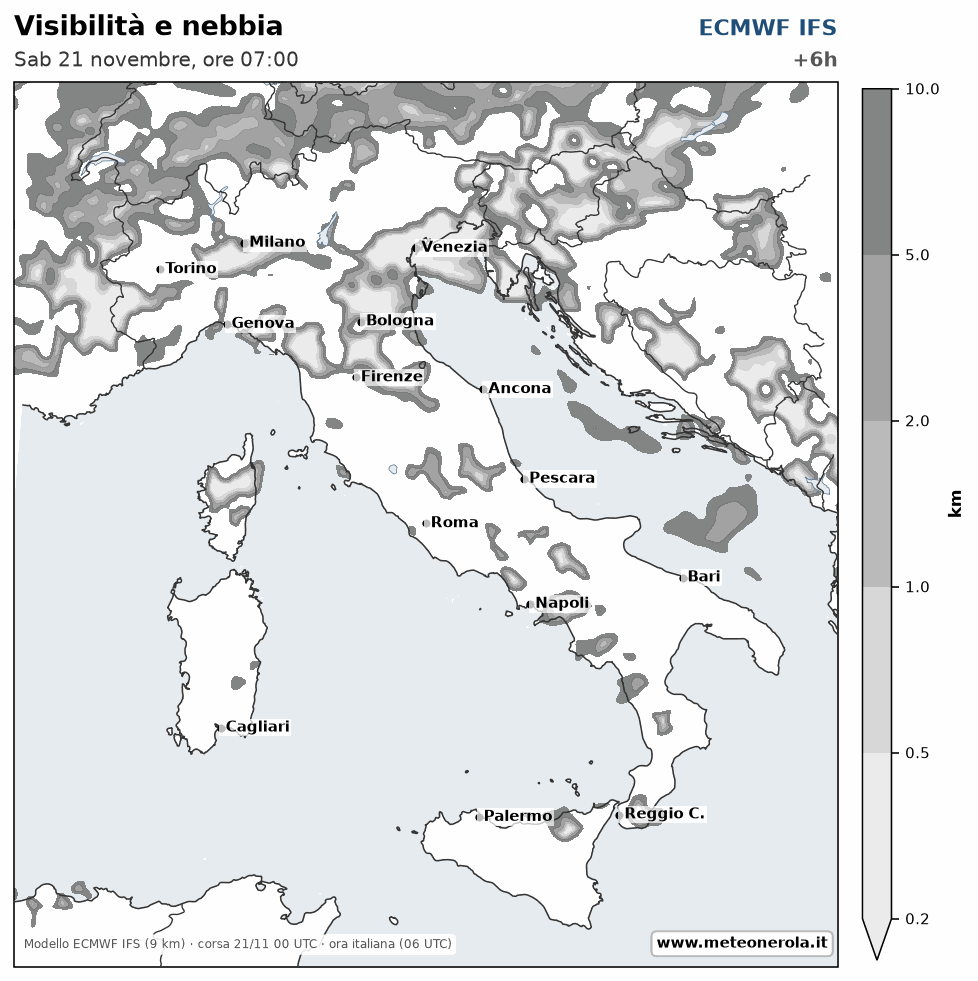 Visibilità e nebbia
ECMWF IFS
Sab 21 novembre, ore 07:00
+6h
10.0
5.0
2.0
1.0
0.5
0.2
km
Milano
Venezia
Torino
Genova
Bologna
Firenze
Ancona
Pescara
Roma
Bari
Napoli
Cagliari
Palermo
Reggio C.
Modello ECMWF IFS (9 km) · corsa 21/11 00 UTC · ora italiana (06 UTC)
www.meteonerola.it